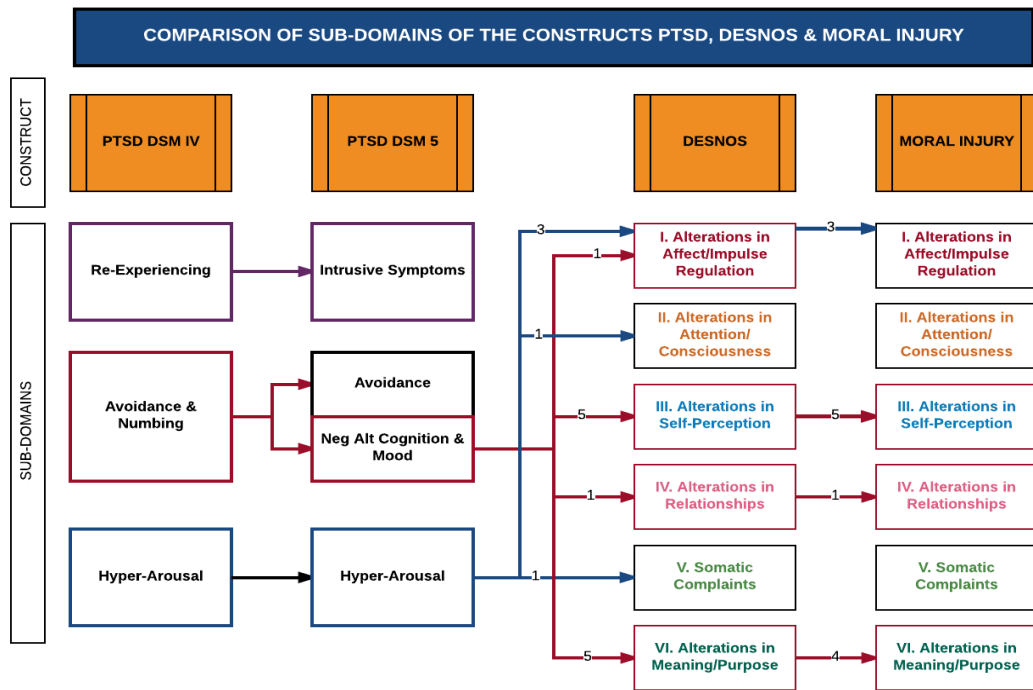 COMPARISON OF SUB-DOMAINS OF THE CONSTRUCTS PTSD, DESNOS & MORAL INJURY
CONSTRUCT
PTSD DSM IV
PTSD DSM 5
DESNOS
MORAL INJURY
SUB-DOMAINS
Re-Experiencing
Intrusive Symptoms
3
I. Alterations in
Affect/Impulse
Regulation
3
I. Alterations in
Affect/Impulse
Regulation
1
1
II. Alterations in
Attention/
Consciousness
II. Alterations in
Attention/
Consciousness
Avoidance &
Numbing
Avoidance
Neg Alt Cognition &
Mood
5
III. Alterations in
Self-Perception
5
III. Alterations in
Self-Perception
1
IV. Alterations in
Relationships
1
IV. Alterations in
Relationships
Hyper-Arousal
Hyper-Arousal
1
V. Somatic
Complaints
V. Somatic
Complaints
5
VI. Alterations in
Meaning/Purpose
4
VI. Alterations in
Meaning/Purpose